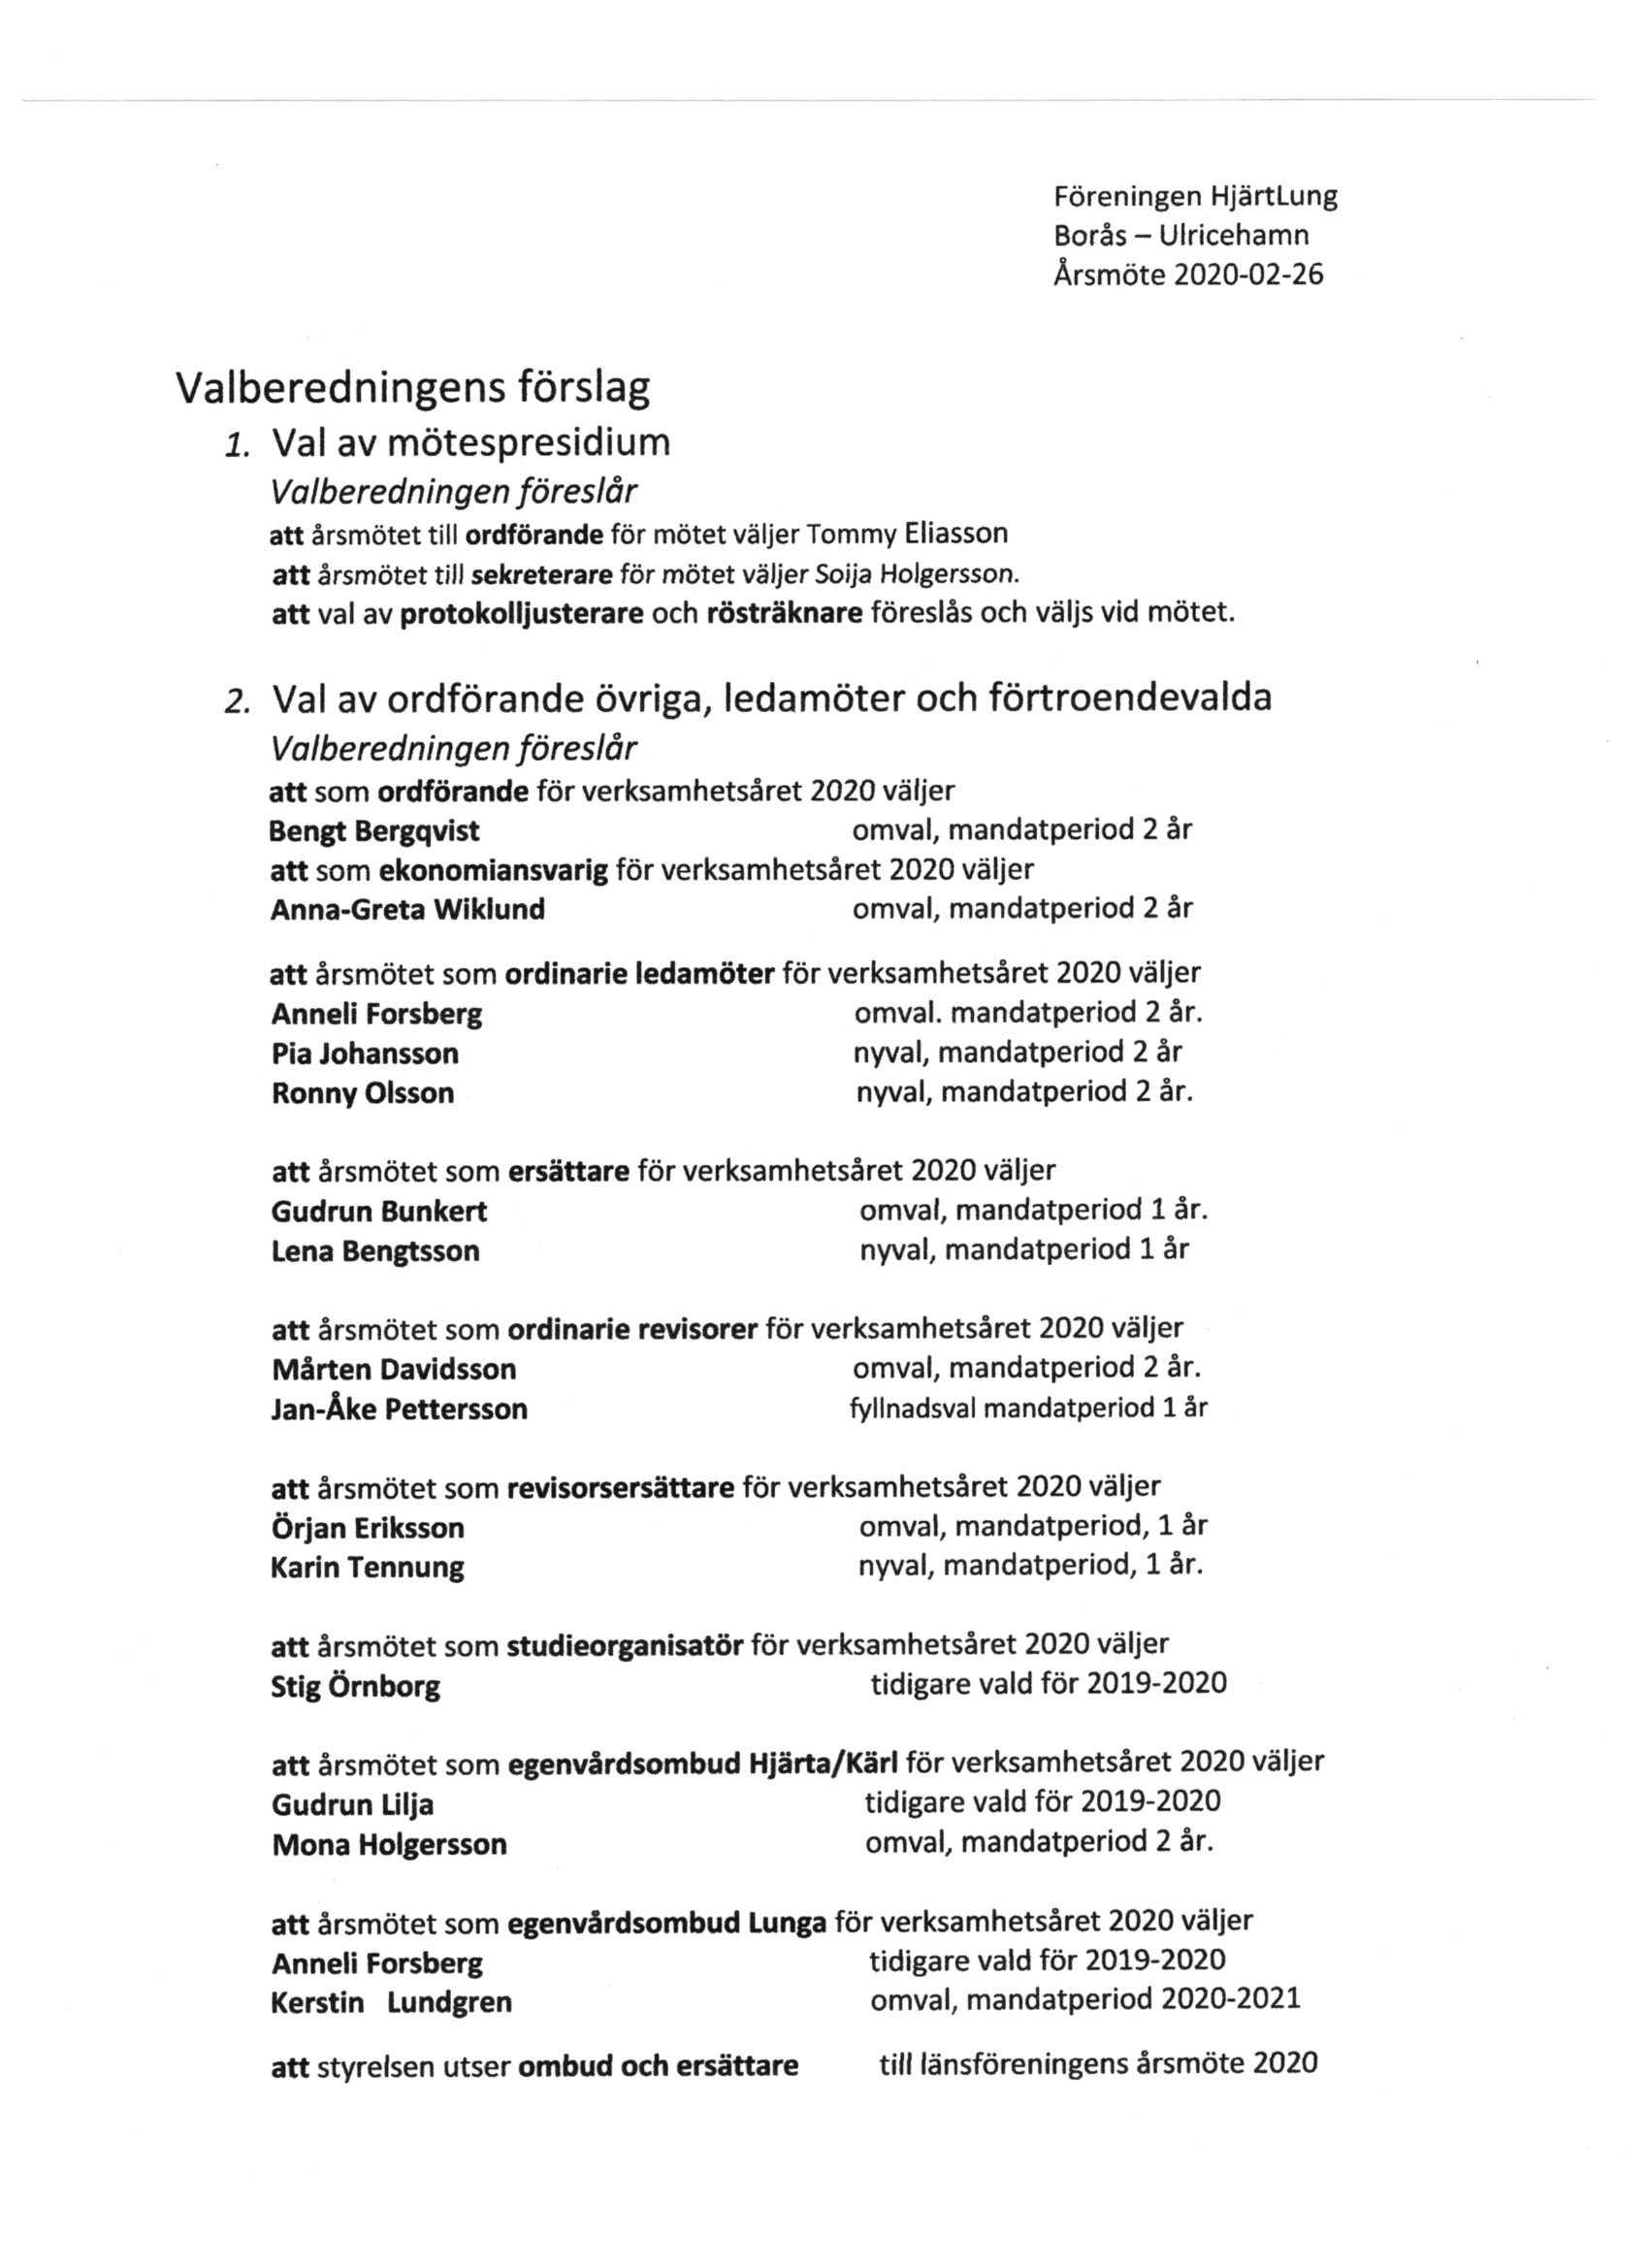 Föreningen HjärtLung
Borås – Ulricehamn
Årsmöte 2020-02-26
Valberedningens förslag
1. Val av mötespresidium
Valberedningen föreslår
att årsmötet till ordförande för mötet väljer Tommy Eliasson
att årsmötet till sekreterare för mötet väljer Soija Holgersson.
att val av protokolljusterare och rösträknare föreslås och väljs vid mötet.
2. Val av ordförande övriga, ledamöter och förtroendevalda
Valberedningen föreslår
att som ordförande för verksamhetsåret 2020 väljer
Bengt Bergqvist omval, mandatperiod 2 år
att som ekonomiansvarig för verksamhetsåret 2020 väljer
Anna-Greta Wiklund omval, mandatperiod 2 år
att årsmötet som ordinarie ledamöter för verksamhetsåret 2020 väljer
Anneli Forsberg omval. mandatperiod 2 år.
Pia Johansson nyval, mandatperiod 2 år
Ronny Olsson nyval, mandatperiod 2 år.
att årsmötet som ersättare för verksamhetsåret 2020 väljer
Gudrun Bunkert omval, mandatperiod 1 år.
Lena Bengtsson nyval, mandatperiod 1 år
att årsmötet som ordinarie revisorer för verksamhetsåret 2020 väljer
Mårten Davidsson omval, mandatperiod 2 år.
Jan-Åke Pettersson fyllnadsval mandatperiod 1 år
att årsmötet som revisorsersättare för verksamhetsåret 2020 väljer
Örjan Eriksson omval, mandatperiod, 1 år
Karin Tennung nyval, mandatperiod, 1 år.
att årsmötet som studieorganisatör för verksamhetsåret 2020 väljer
Stig Örnborg tidigare vald för 2019-2020
att årsmötet som egenvårdsombud Hjärta/Kärl för verksamhetsåret 2020 väljer
Gudrun Lilja tidigare vald för 2019-2020
Mona Holgersson omval, mandatperiod 2 år.
att årsmötet som egenvårdsombud Lunga för verksamhetsåret 2020 väljer
Anneli Forsberg tidigare vald för 2019-2020
Kerstin Lundgren omval, mandatperiod 2020-2021
att styrelsen utser ombud och ersättare till länsföreningens årsmöte 2020